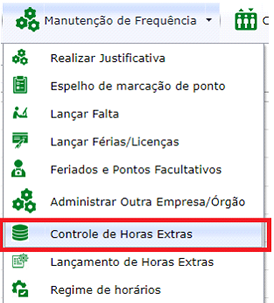 Manutenção de Frequência
Realizar Justificativa
Espelho de marcação de ponto
Lançar Falta
Lançar Férias/Licenças
Feriados e Pontos Facultativos
Administrar Outra Empresa/Órgão
Controle de Horas Extras
Lançamento de Horas Extras
Regime de horários